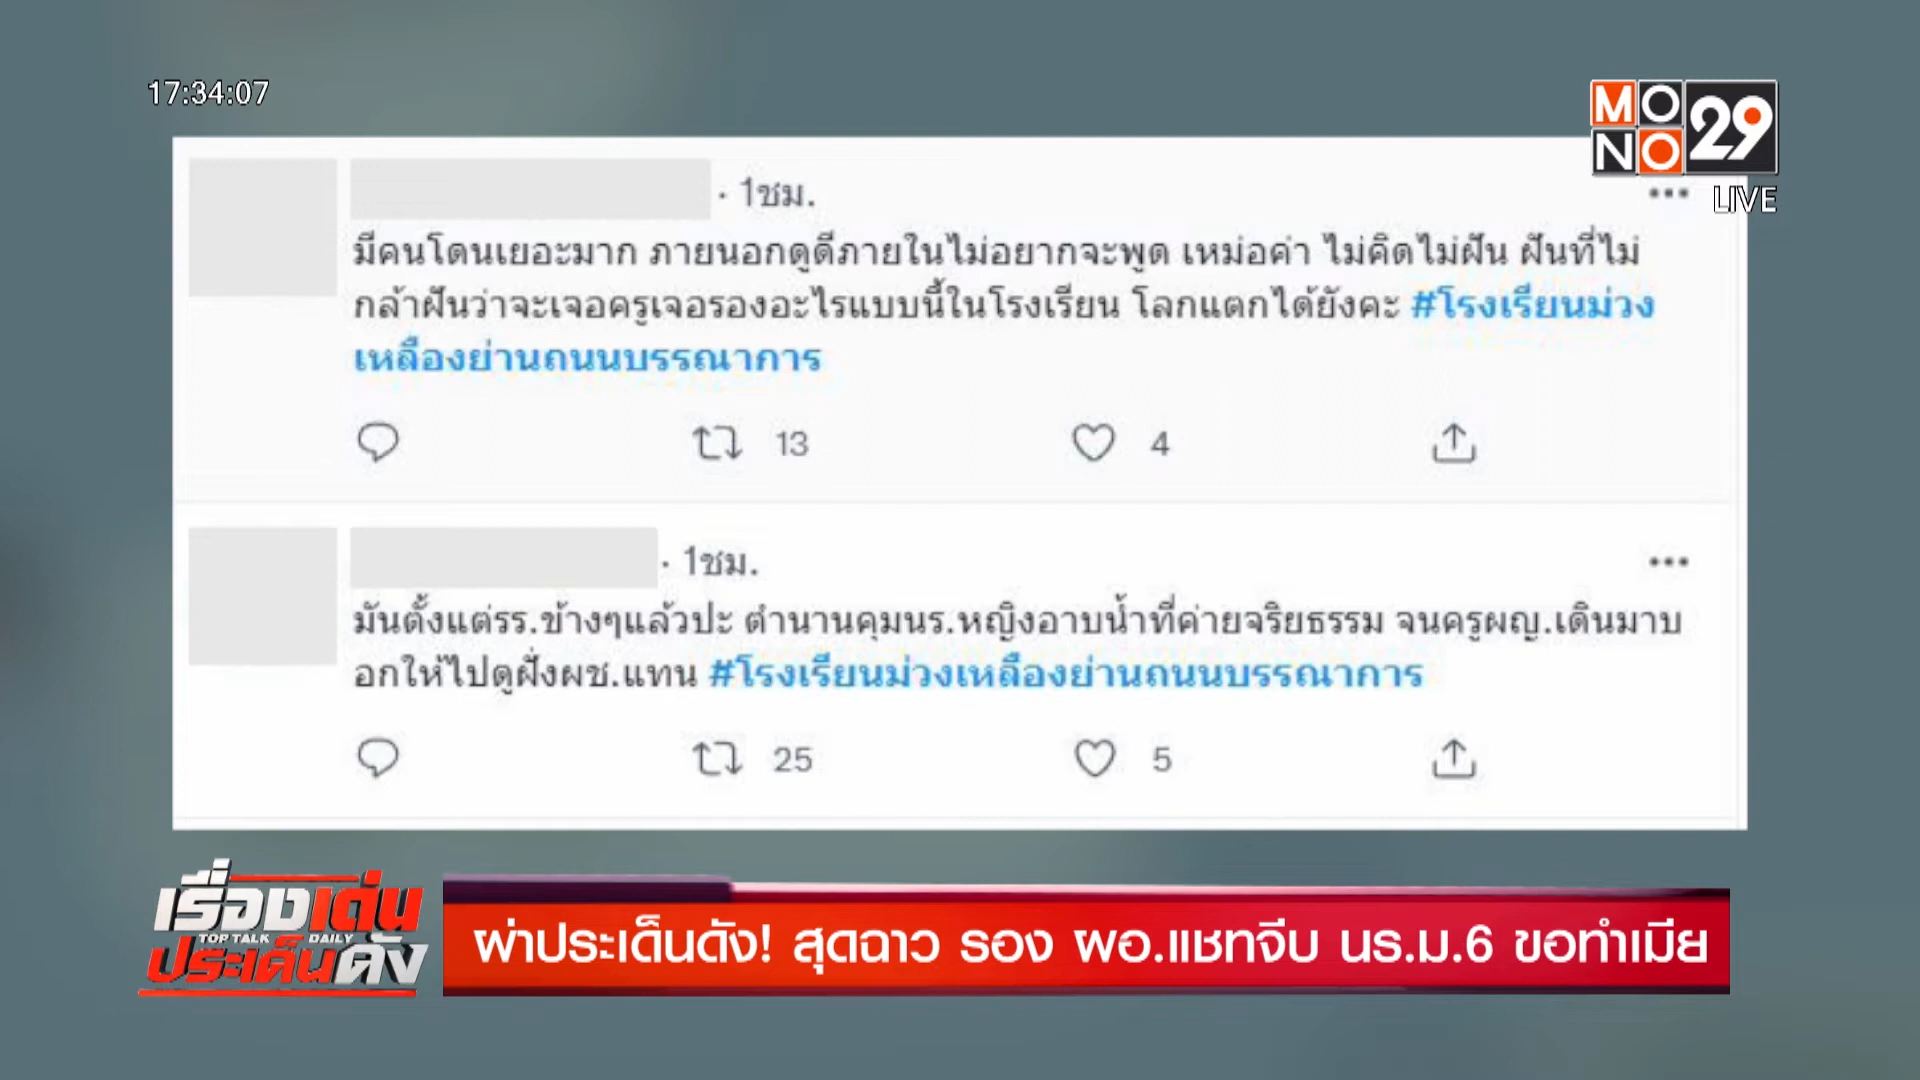 17:34:07
MONO 29
LIVE
· 1ชม.
มีคนโดนเยอะมาก ภายนอกดูดีภายในไม่อยากจะพูด เหม่อค่า ไม่คิดไม่ฝัน ฝันที่ไม่
กล้าฝันว่าจะเจอครูเจอรองอะไรแบบนี้ในโรงเรียน โลกแตกได้ยังคะ #โรงเรียนม่วง
เหลืองย่านถนนบรรณาการ
13
4
· 1ชม.
มันตั้งแต่รร.ข้างๆแล้วปะ ตำนานคุมนร.หญิงอาบน้ำที่ค่ายจริยธรรม จนครูผญ.เดินมาบ
อกให้ไปดูฝั่งผช.แทน #โรงเรียนม่วงเหลืองย่านถนนบรรณาการ
25
5
เรื่องเด่น
TOP TALK DAILY
ประเด็นดัง
ผ่าประเด็นดัง! สุดฉาว รอง ผอ.แชทจีบ นร.ม.6 ขอทำเมีย